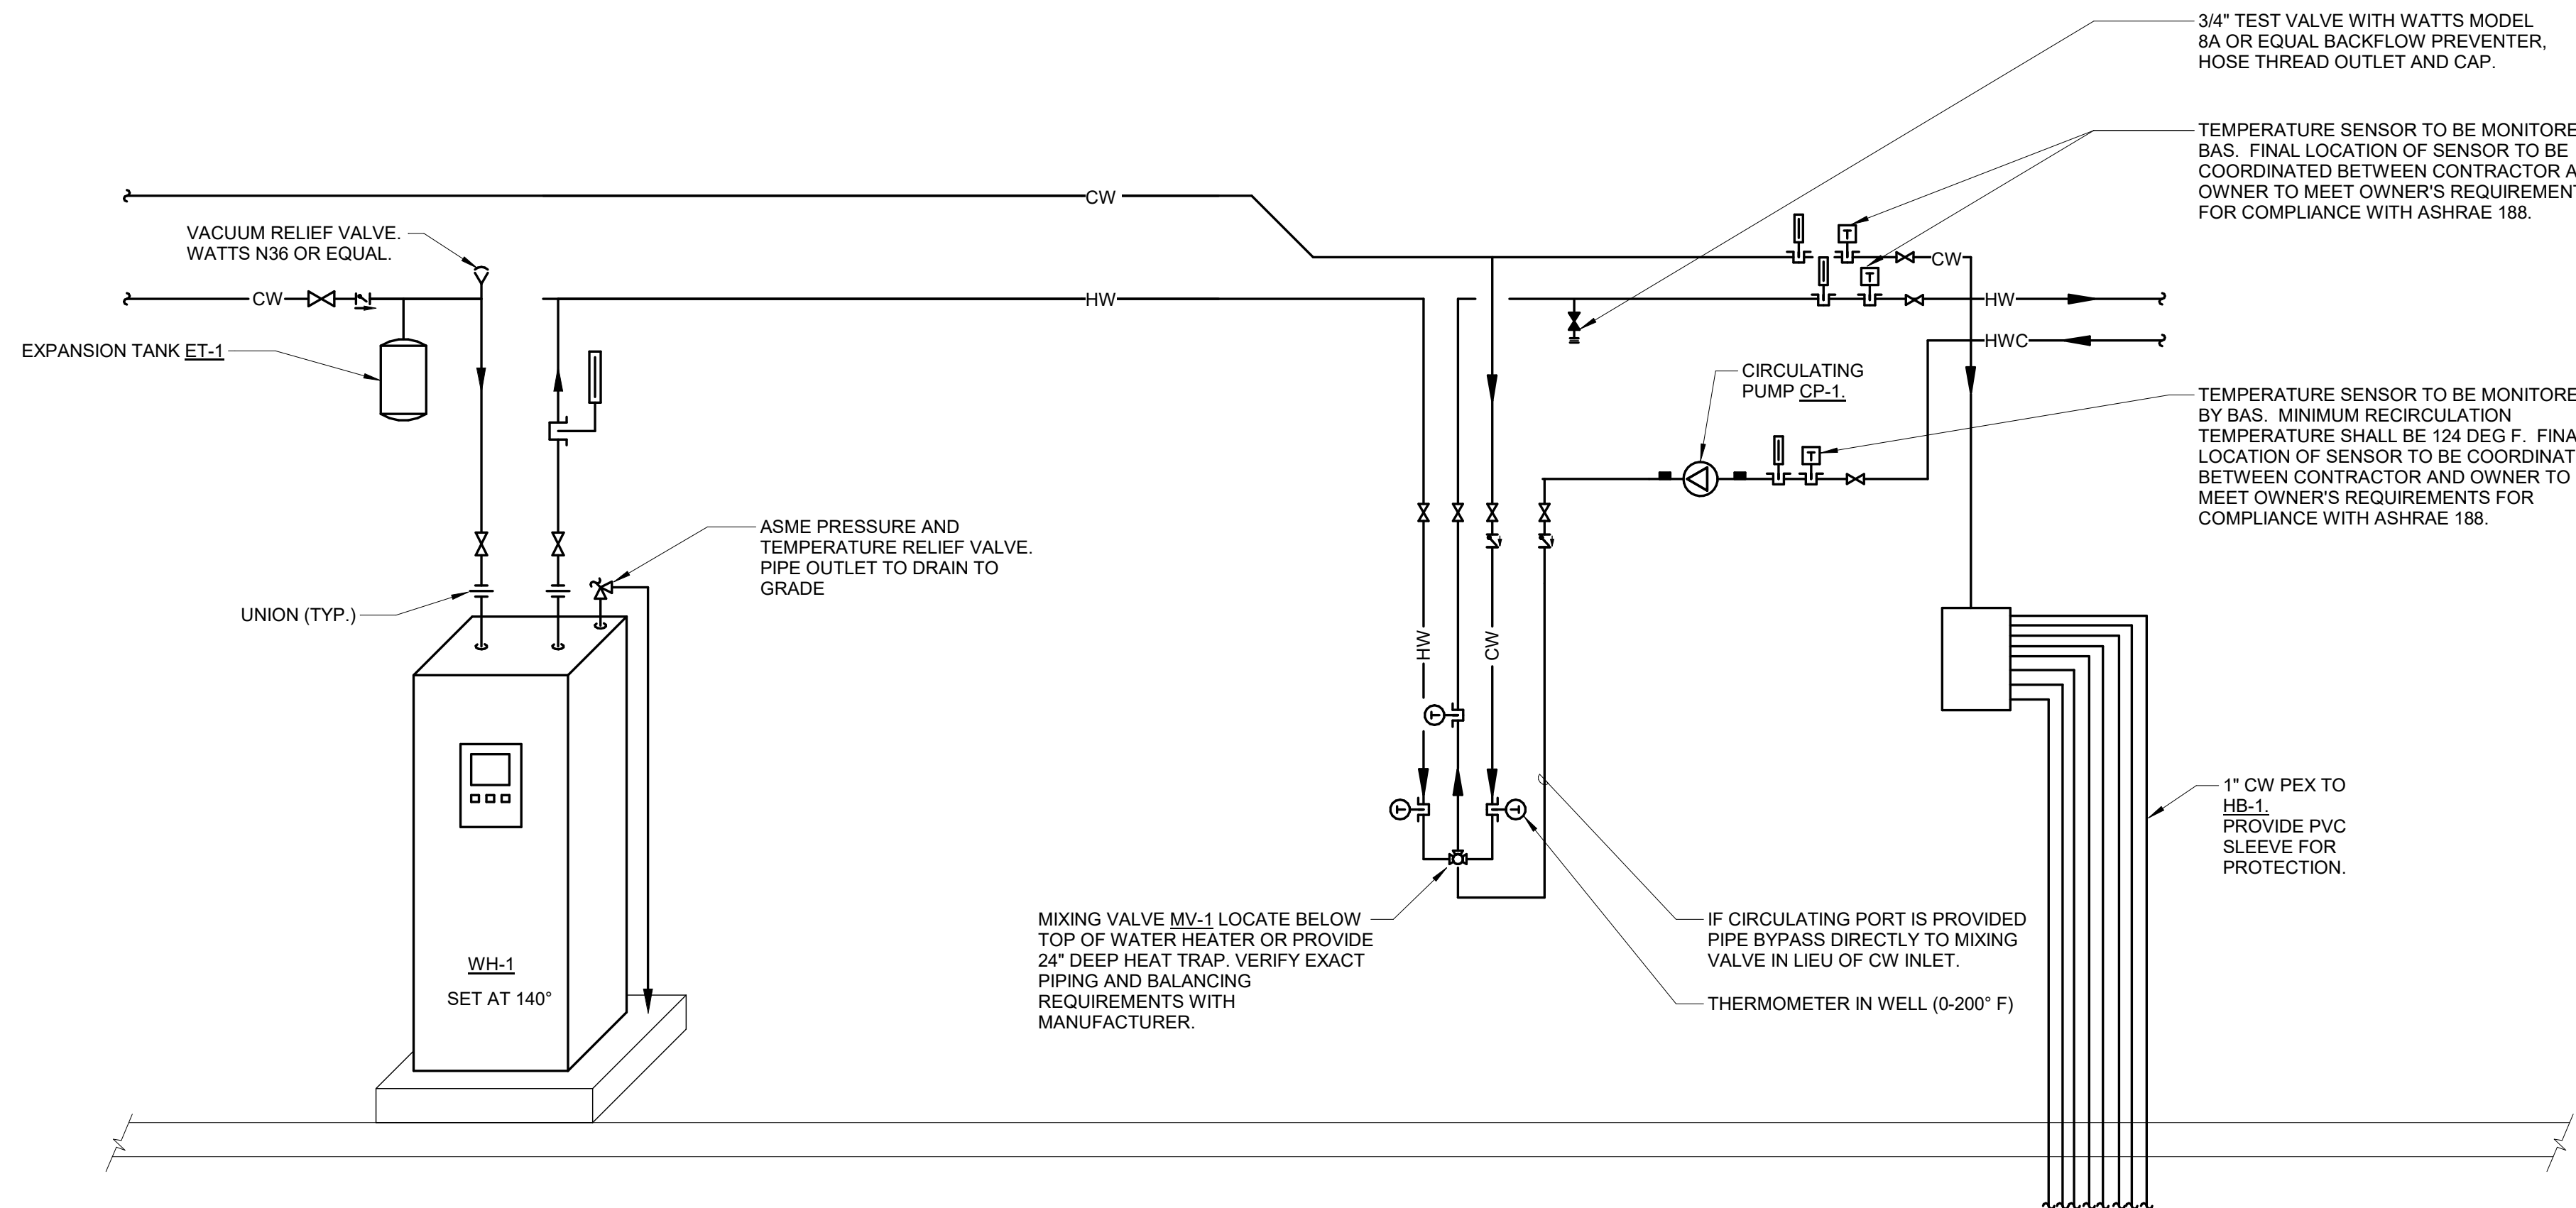 3/4" TEST VALVE WITH WATTS MODEL
8A OR EQUAL BACKFLOW PREVENTER,
HOSE THREAD OUTLET AND CAP.
TEMPERATURE SENSOR TO BE MONITORE
BAS. FINAL LOCATION OF SENSOR TO BE
COORDINATED BETWEEN CONTRACTOR A
OWNER TO MEET OWNER'S REQUIREMENT
FOR COMPLIANCE WITH ASHRAE 188.
CW
VACUUM RELIEF VALVE.
WATTS N36 OR EQUAL.
T
CW
T
CW
HW
HW
HWC
EXPANSION TANK ET-1
CIRCULATING
PUMP CP-1.
TEMPERATURE SENSOR TO BE MONITORE
BY BAS. MINIMUM RECIRCULATION
TEMPERATURE SHALL BE 124 DEG F. FINA
LOCATION OF SENSOR TO BE COORDINAT
BETWEEN CONTRACTOR AND OWNER TO
MEET OWNER'S REQUIREMENTS FOR
COMPLIANCE WITH ASHRAE 188.
T
ASME PRESSURE AND
TEMPERATURE RELIEF VALVE.
PIPE OUTLET TO DRAIN TO
GRADE
UNION (TYP.)
HW
CW
T
T
T
1" CW PEX TO
HB-1.
PROVIDE PVC
SLEEVE FOR
PROTECTION.
MIXING VALVE MV-1 LOCATE BELOW
TOP OF WATER HEATER OR PROVIDE
24" DEEP HEAT TRAP. VERIFY EXACT
PIPING AND BALANCING
REQUIREMENTS WITH
MANUFACTURER.
IF CIRCULATING PORT IS PROVIDED
PIPE BYPASS DIRECTLY TO MIXING
VALVE IN LIEU OF CW INLET.
THERMOMETER IN WELL (0-200° F)
WH-1
SET AT 140°